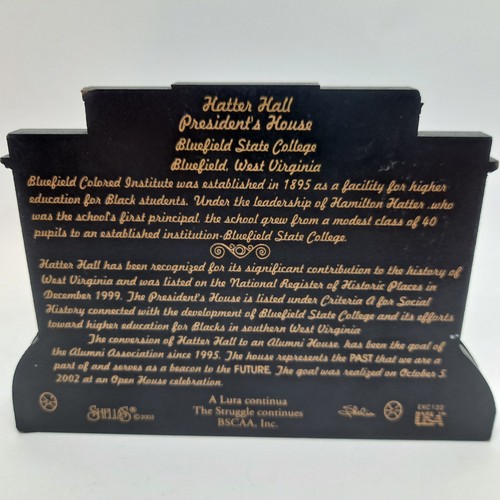 Hatter Hall
President's House
Bluefield State College
Bluefield, West Virginia
Bluefield Colored Institute was established in 1895 as a facility for higher
education for Black students. Under the leadership of Hamilton Hatter, who
was the school's first principal, the school grew from a modest class of 40
pupils to an established institution-Bluefield State College.
Hatter Hall has been recognized for its significant contribution to the history of
West Virginia and was listed on the National Register of Historic Places in
December 1999. The President's House is listed under Criteria A for Social
History connected with the development of Bluefield State College and its efforts
toward higher education for Blacks in southern West Virginia
The conversion of Hatter Hall to an Alumni House, has been the goal of
the Alumni Association since 1995. The house represents the PAST that we are a
part of and serves as a beacon to the FUTURE. The goal was realized on October 5,
2002 at an Open House celebration.
A Luta continua
The Struggle continues
BSCAA, Inc.
SHELIA'S® ©2003
Shelia
EXC132
MADE IN
USA